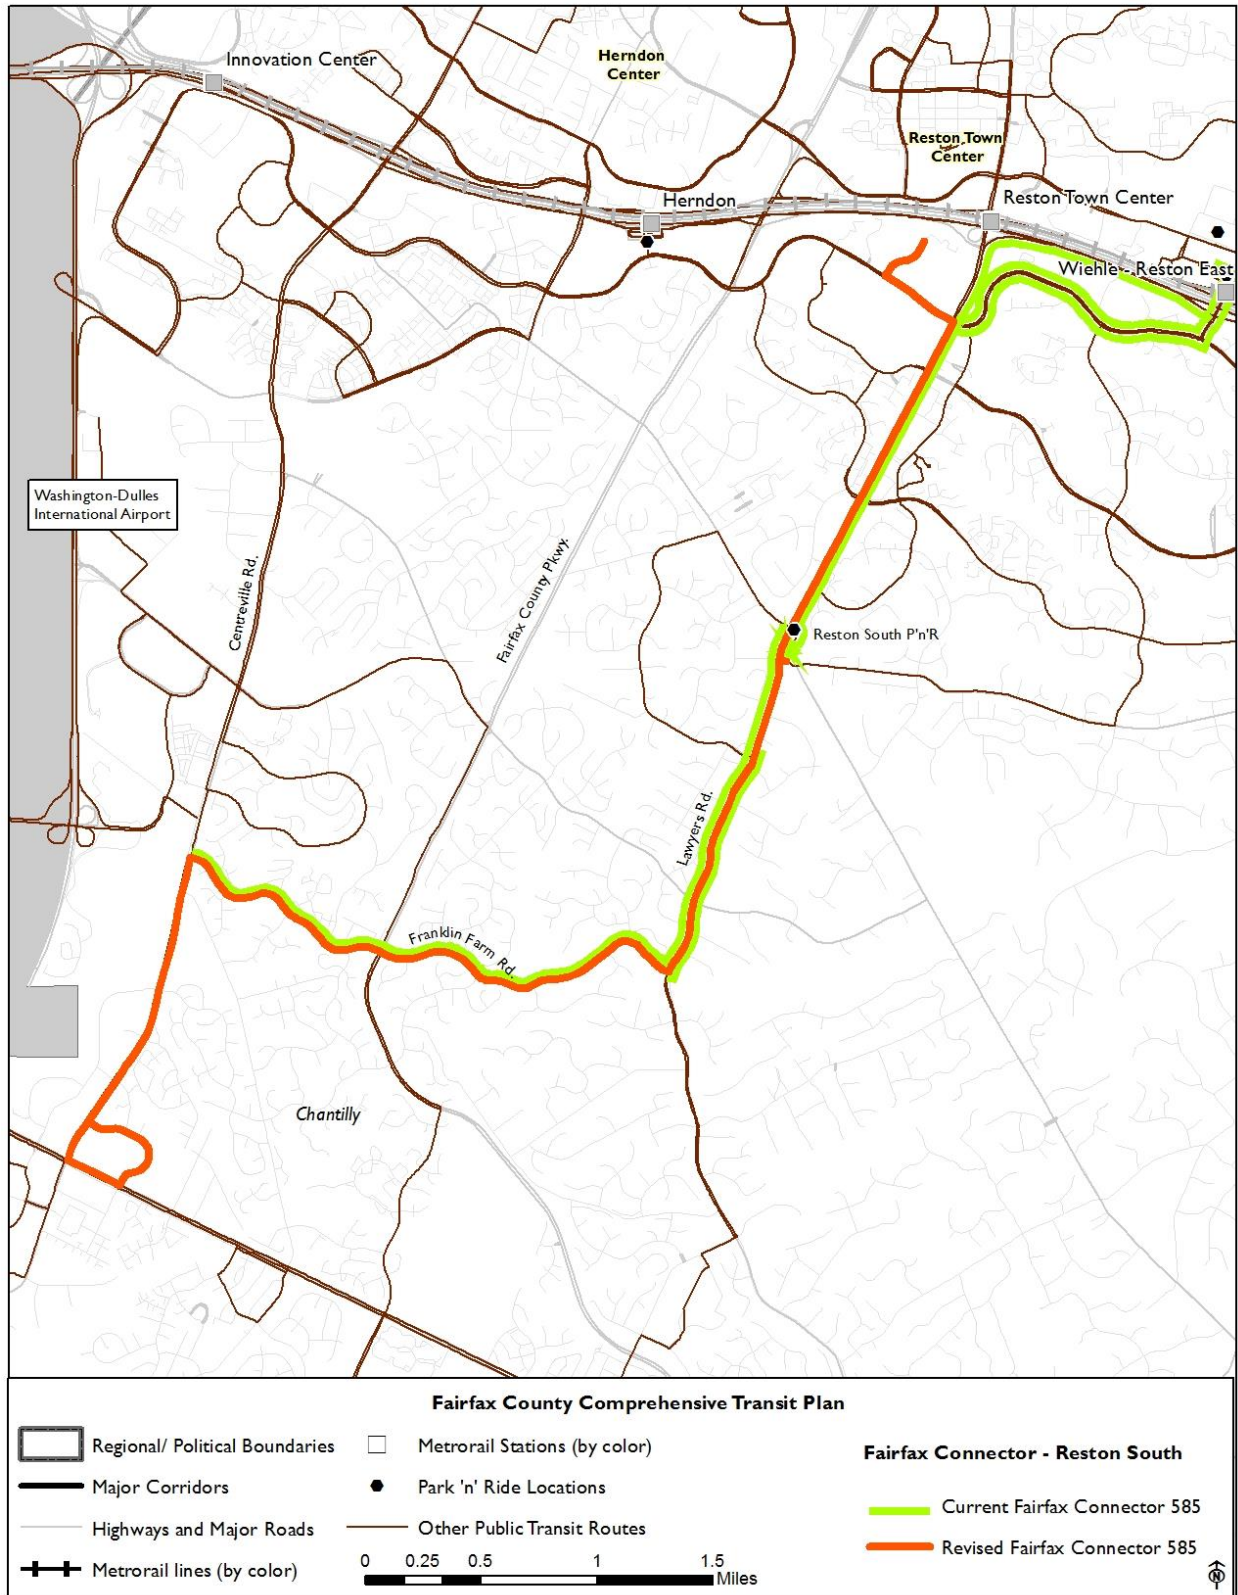 Innovation Center
Herndon
Center
Reston Town
Center
Herndon
Reston Town Center
Wiehle - Reston East
Washington-Dulles
International Airport
Centreville Rd.
Fairfax County Pkwy.
Reston South P'n'R
Lawyers Rd.
Franklin Farm Rd.
Chantilly
Fairfax County Comprehensive Transit Plan
Regional/ Political Boundaries
Metrorail Stations (by color)
Fairfax Connector - Reston South
Major Corridors
Park 'n' Ride Locations
Current Fairfax Connector 585
Highways and Major Roads
Other Public Transit Routes
Revised Fairfax Connector 585
Metrorail lines (by color)
0 0.25 0.5 1 1.5
Miles
N